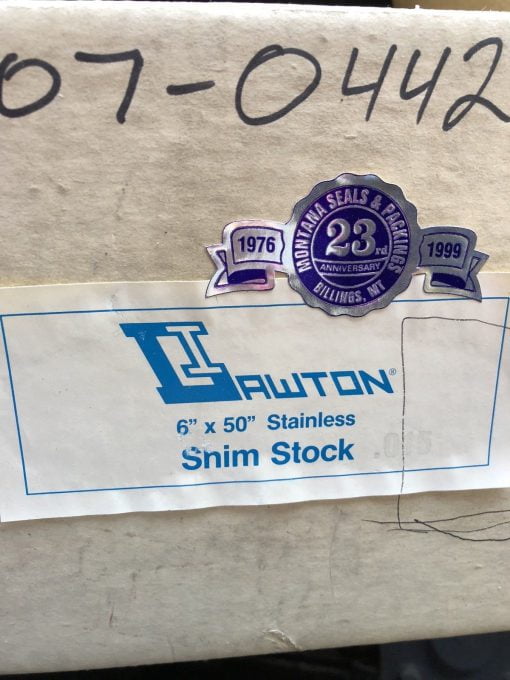 07-0442
MONTANA SEALS & PACKINGS
1976
23rd
1999
ANNIVERSARY
BILLINGS, MT
LAWTON®
6" x 50" Stainless
Shim Stock